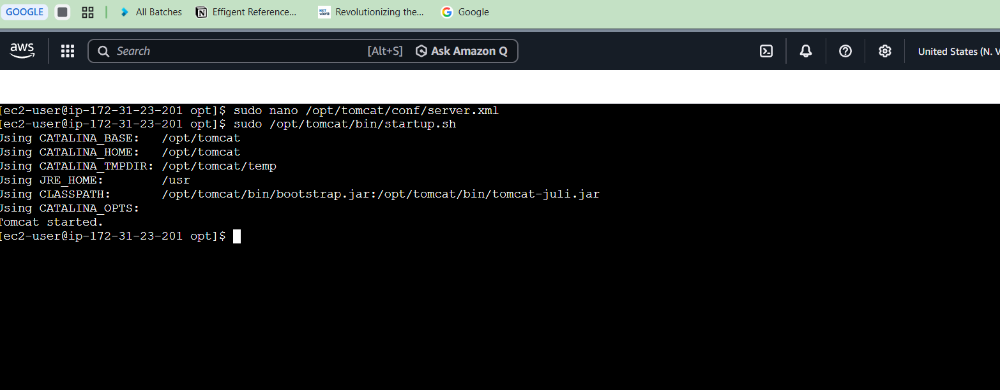 GOOGLE All Batches Effigent Reference... NXT WAVE Revolutionizing the... Google
aws Search [Alt+S] Ask Amazon Q United States (N. V
[ec2-user@ip-172-31-23-201 opt]$ sudo nano /opt/tomcat/conf/server.xml
[ec2-user@ip-172-31-23-201 opt]$ sudo /opt/tomcat/bin/startup.sh
Using CATALINA_BASE:   /opt/tomcat
Using CATALINA_HOME:   /opt/tomcat
Using CATALINA_TMPDIR: /opt/tomcat/temp
Using JRE_HOME:        /usr
Using CLASSPATH:       /opt/tomcat/bin/bootstrap.jar:/opt/tomcat/bin/tomcat-juli.jar
Using CATALINA_OPTS:
Tomcat started.
[ec2-user@ip-172-31-23-201 opt]$